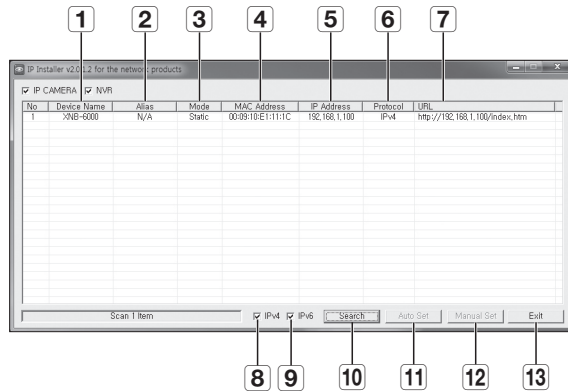 1 2 3 4 5 6 7
IP Installer v2.0.1.2 for the network products
IP CAMERA NVR
No Device Name Alias Mode MAC Address IP Address Protocol URL
1 XNB-6000 N/A Static 00:09:10:E1:11:1C 192,168,1,100 IPv4 http://192,168,1,100/index,htm
Scan 1 Item IPv4 IPv6 Search Auto Set Manual Set Exit
8 9 10 11 12 13